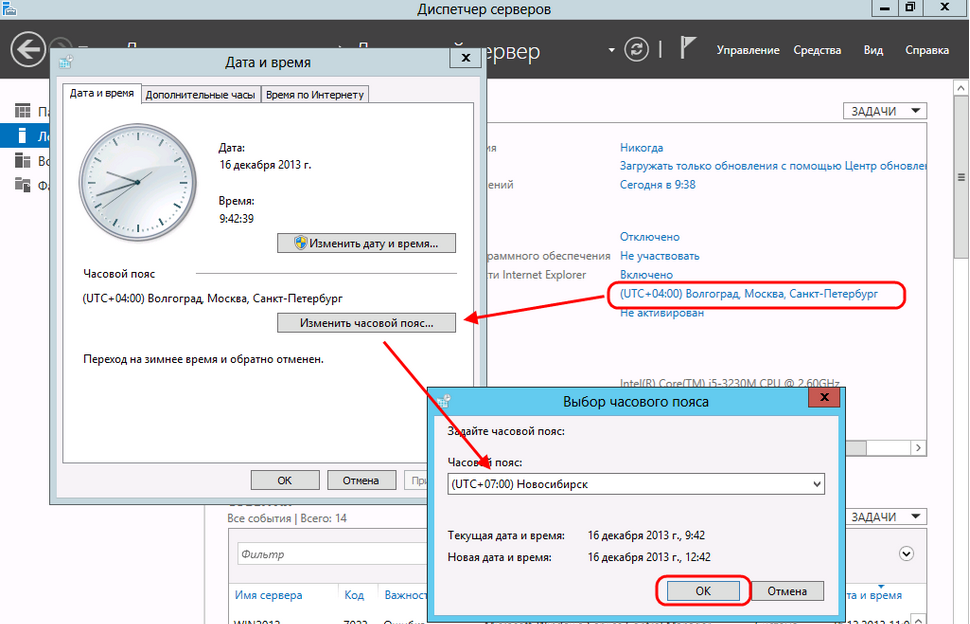 Диспетчер серверов
Управление Средства Вид Справка
Дата и время
Дата и время Дополнительные часы Время по Интернету
Дата:
16 декабря 2013 г.
Время:
9:42:39
Изменить дату и время...
Часовой пояс
(UTC+04:00) Волгоград, Москва, Санкт-Петербург
Изменить часовой пояс...
Переход на зимнее время и обратно отменен.
ОК Отмена
ЗАДАЧИ
Никогда
Загружать только обновления с помощью Центр
Сегодня в 9:38
Отключено
обеспечения Не участвовать
Internet Explorer Включено
(UTC+04:00) Волгоград, Москва, Санкт-Петербург
Не активирован
Intel(R) Core(TM) i5-3230M CPU @ 2.60GHz
Выбор часового пояса
Задайте часовой пояс:
Часовой пояс:
(UTC+07:00) Новосибирск
Текущая дата и время: 16 декабря 2013 г., 9:42
Новая дата и время: 16 декабря 2013 г., 12:42
ОК Отмена
Все события | Всего: 14
ЗАДАЧИ
Фильтр
Имя сервера Код Важность и время